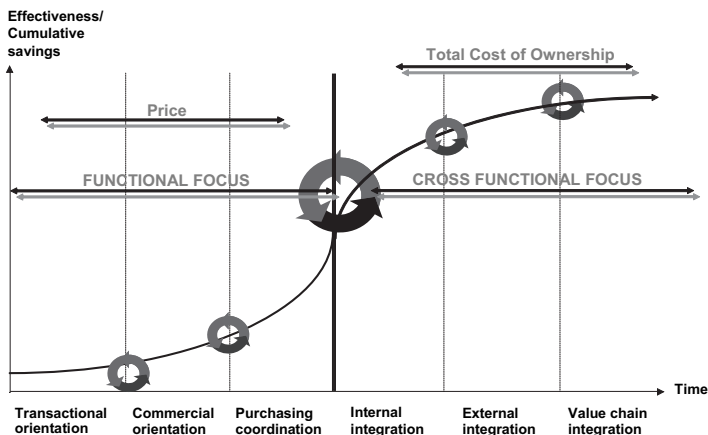 Effectiveness/
Cumulative
savings
Total Cost of Ownership
Price
FUNCTIONAL FOCUS
CROSS FUNCTIONAL FOCUS
Time
Transactional
orientation
Commercial
orientation
Purchasing
coordination
Internal
integration
External
integration
Value chain
integration